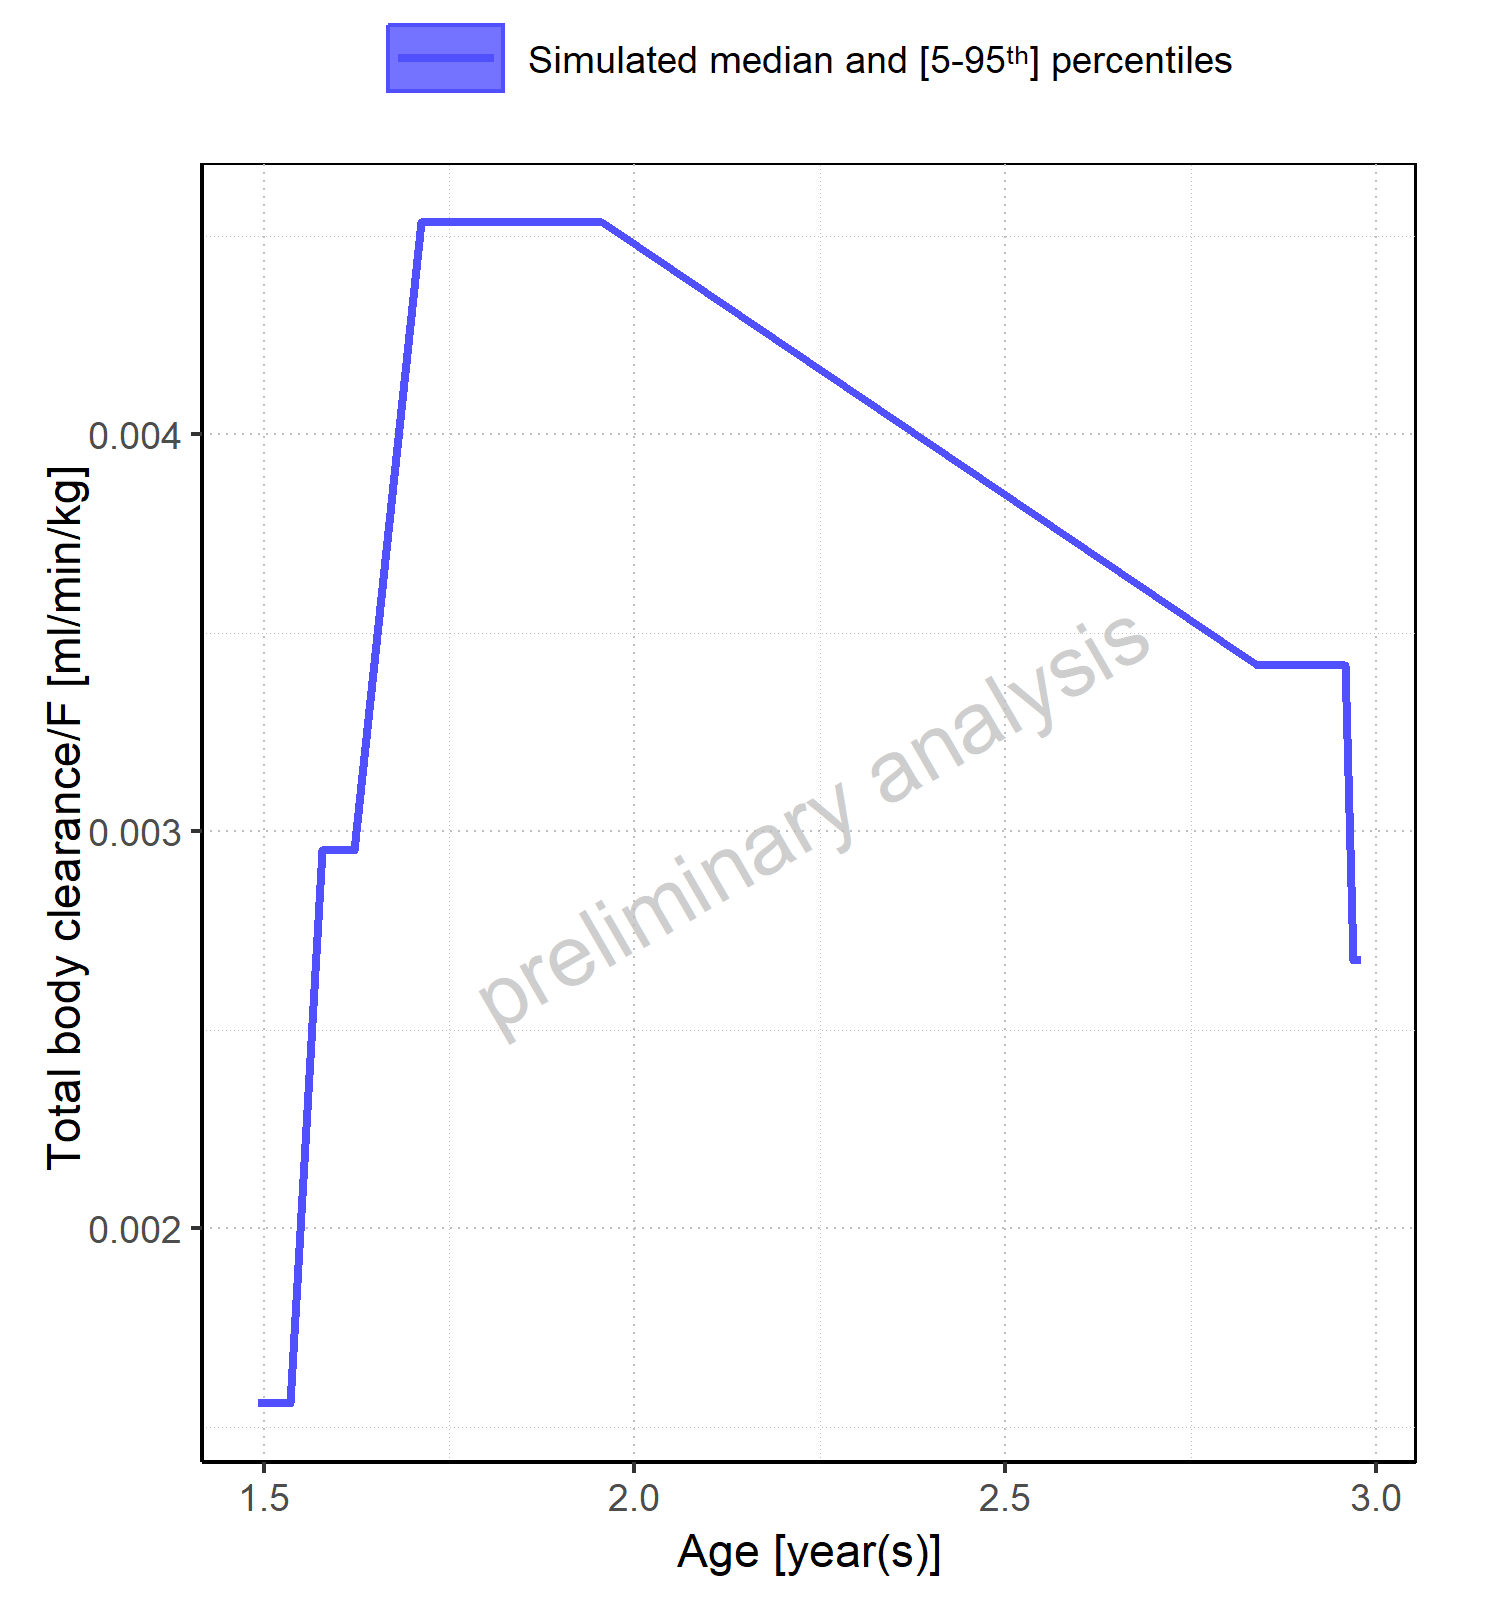 Simulated median and [5-95th] percentiles
Total body clearance/F [ml/min/kg]
0.004
0.003
0.002
preliminary analysis
1.5 2.0 2.5 3.0
Age [year(s)]